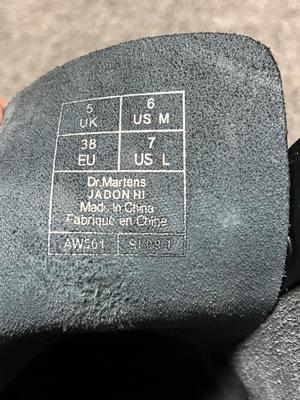 5 6
UK US M
38 7
EU US L
Dr.Martens
JADON HI
Made in China
Fabriqué en Chine
AW501